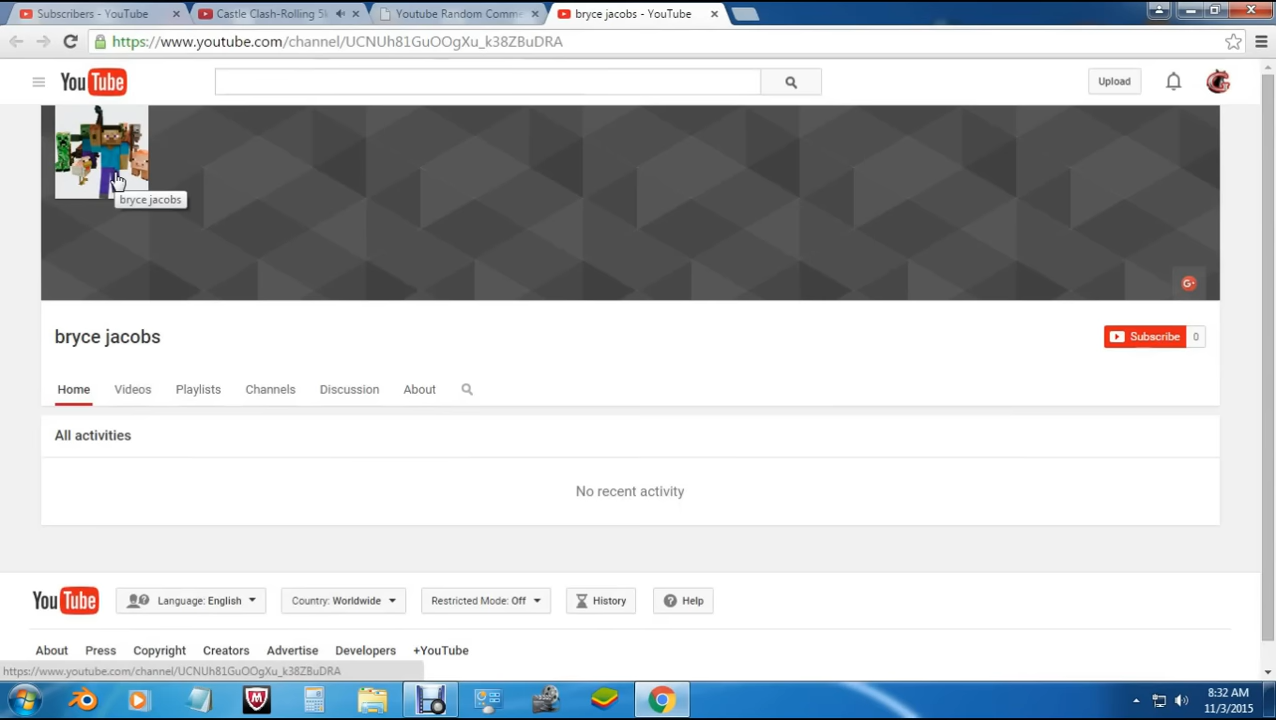 Subscribers - YouTube
Castle Clash-Rolling 5k
Youtube Random Comme
bryce jacobs - YouTube
https://www.youtube.com/channel/UCNUh81GuOOgXu_k38ZBuDRA
YouTube
Upload
bryce jacobs
bryce jacobs
Subscribe
0
Home
Videos
Playlists
Channels
Discussion
About
All activities
No recent activity
YouTube
Language: English
Country: Worldwide
Restricted Mode: Off
History
Help
About
Press
Copyright
Creators
Advertise
Developers
+YouTube
https://www.youtube.com/channel/UCNUh81GuOOgXu_k38ZBuDRA
8:32 AM
11/3/2015